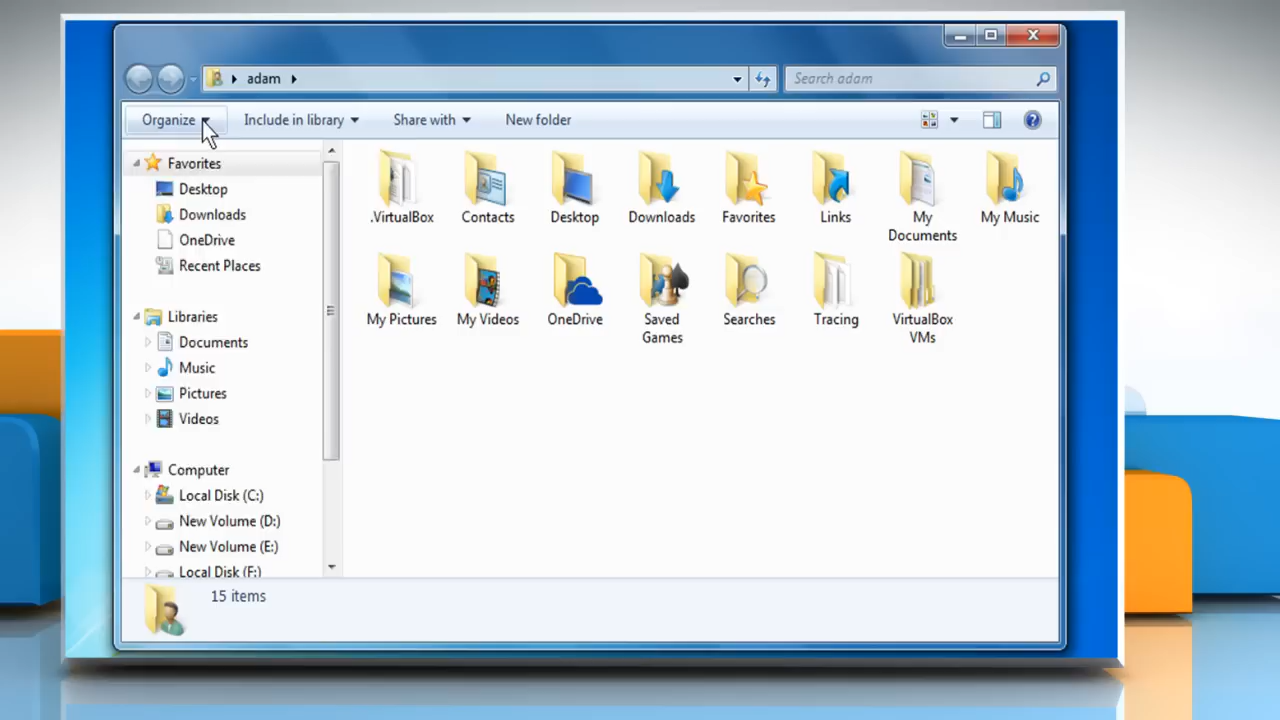 adam
Search adam
Organize
Include in library
Share with
New folder
Favorites
Desktop
Downloads
OneDrive
Recent Places
Libraries
Documents
Music
Pictures
Videos
Computer
Local Disk (C:)
New Volume (D:)
New Volume (E:)
Local Disk (F:)
.VirtualBox
Contacts
Desktop
Downloads
Favorites
Links
My
Documents
My Music
My Pictures
My Videos
OneDrive
Saved
Games
Searches
Tracing
VirtualBox
VMs
15 items